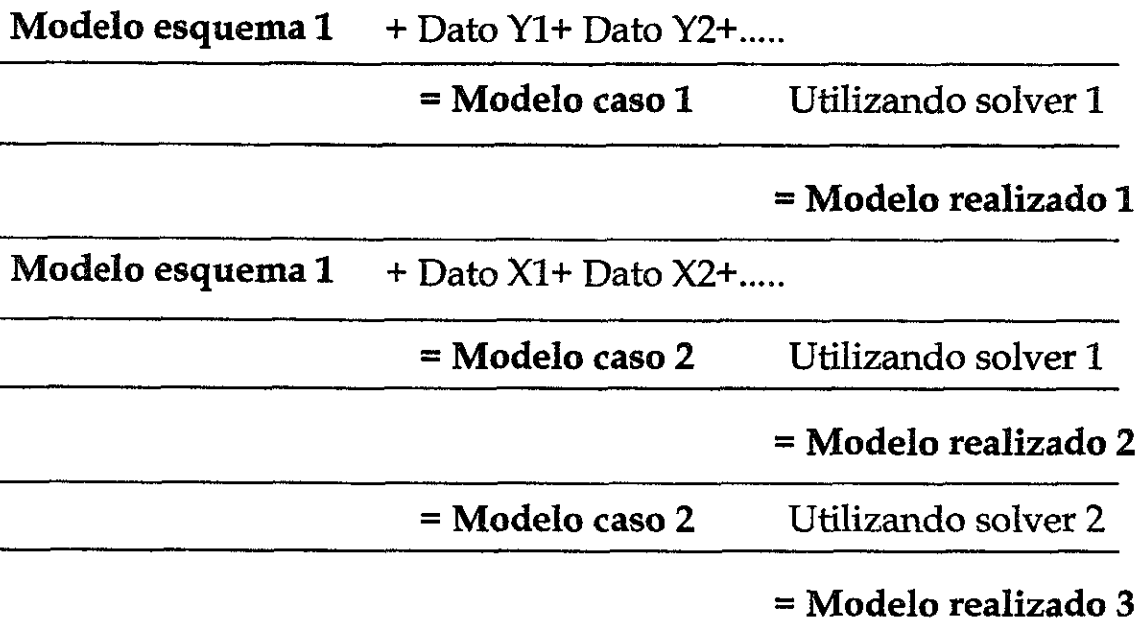 Modelo esquema 1 + Dato Y1+ Dato Y2+.....
= Modelo caso 1 Utilizando solver 1
= Modelo realizado 1
Modelo esquema 1 + Dato X1+ Dato X2+.....
= Modelo caso 2 Utilizando solver 1
= Modelo realizado 2
= Modelo caso 2 Utilizando solver 2
= Modelo realizado 3